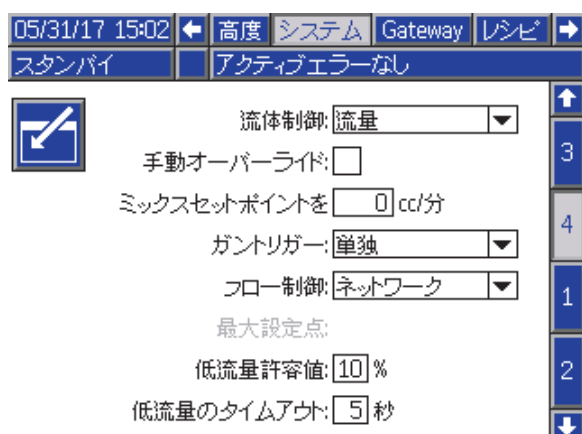 05/31/17 15:02 高度 システム Gateway レシピ
スタンバイ アクティブエラーなし
流体制御: 流量
手動オーバーライド:
ミックスセットポイントを 0 cc/分
ガントリガー: 単独
フロー制御: ネットワーク
最大設定点:
低流量許容値: 10 %
低流量のタイムアウト: 5 秒
3
4
1
2